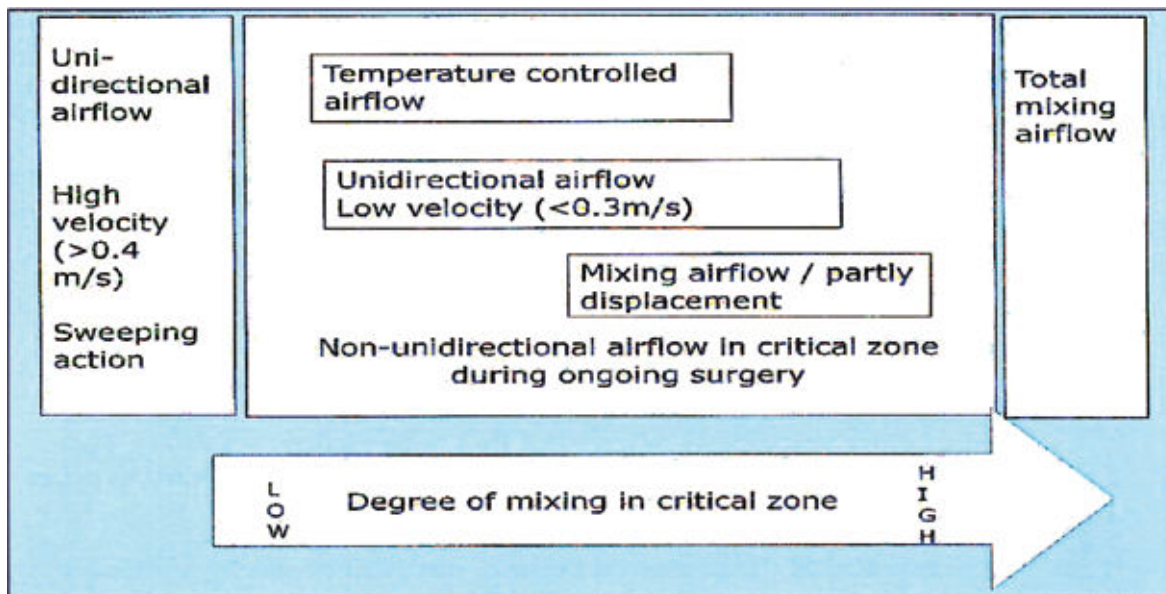 Uni-
directional
airflow
High
velocity
(>0.4
m/s)
Sweeping
action
Temperature controlled
airflow
Unidirectional airflow
Low velocity (<0.3m/s)
Mixing airflow / partly
displacement
Non-unidirectional airflow in critical zone
during ongoing surgery
Total
mixing
airflow
LOW
Degree of mixing in critical zone
HIGH